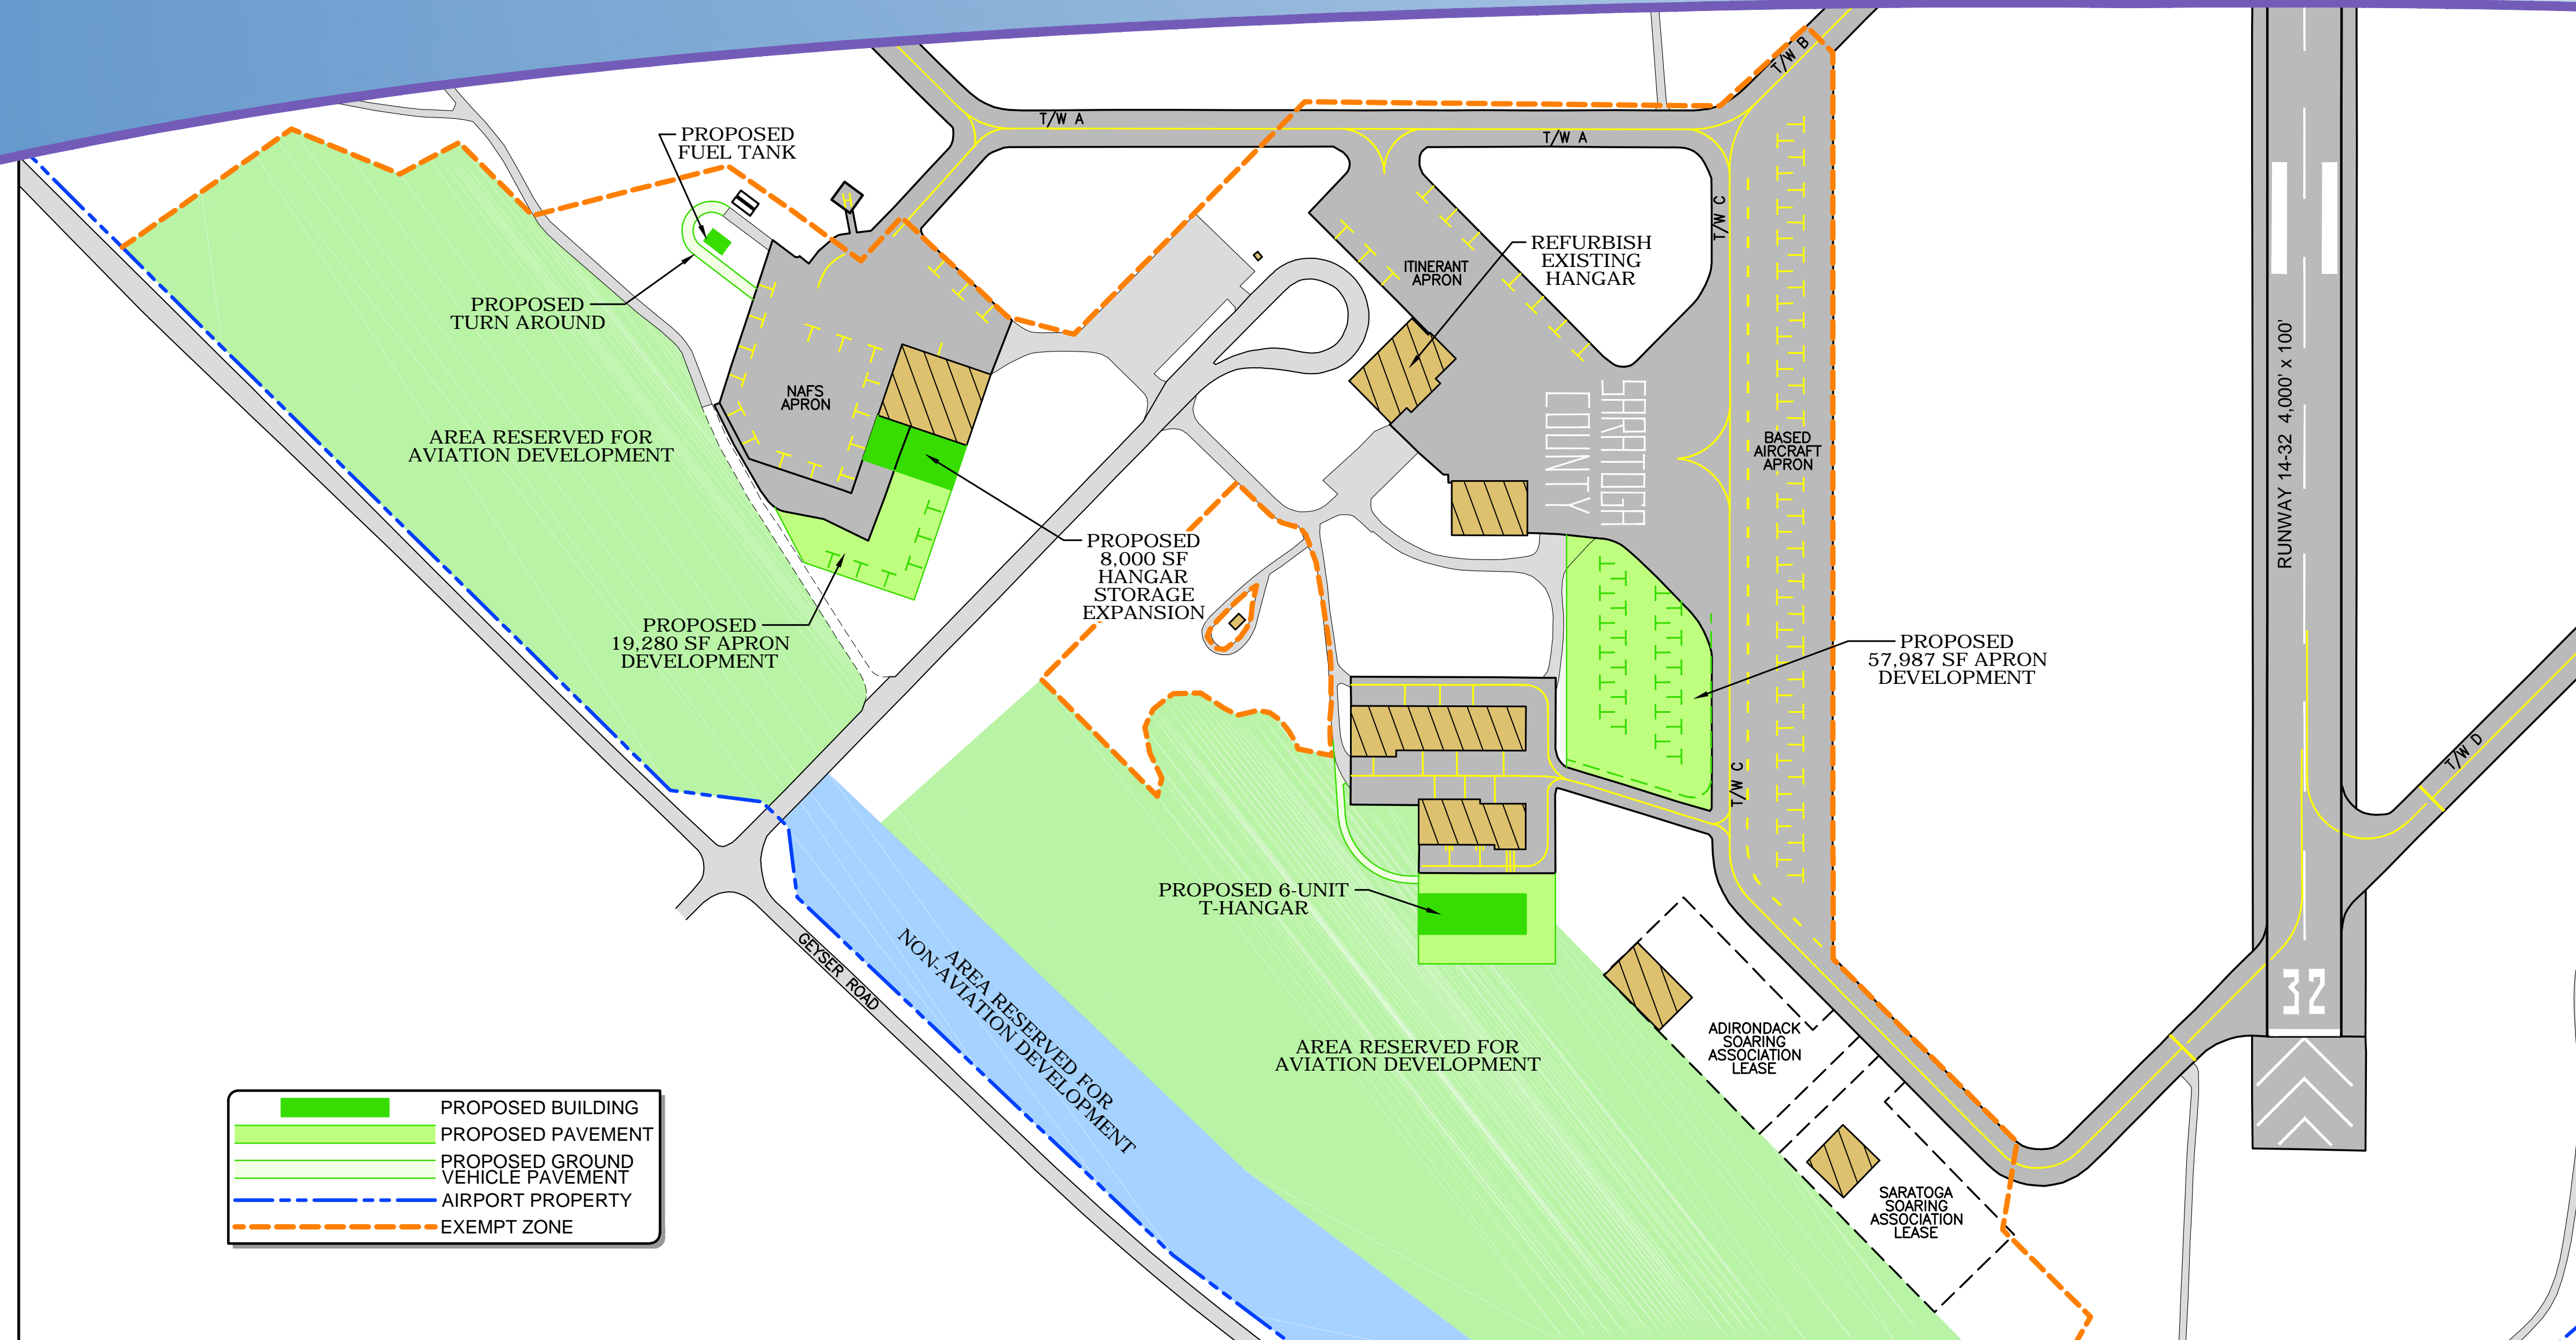 T/W B
T/W A
T/W A
PROPOSED
FUEL TANK
H
T/W C
REFURBISH
EXISTING
HANGAR
ITINERANT
APRON
PROPOSED
TURN AROUND
NAFS
APRON
RUNWAY 14-32 4,000' x 100'
AREA RESERVED FOR
AVIATION DEVELOPMENT
SARATOGA
COUNTY
BASED
AIRCRAFT
APRON
PROPOSED
8,000 SF
HANGAR
STORAGE
EXPANSION
PROPOSED
19,280 SF APRON
DEVELOPMENT
PROPOSED
57,987 SF APRON
DEVELOPMENT
T/W D
T/W C
PROPOSED 6-UNIT
T-HANGAR
GEYSER ROAD
AREA RESERVED FOR
NON-AVIATION DEVELOPMENT
32
AREA RESERVED FOR
AVIATION DEVELOPMENT
ADIRONDACK
SOARING
ASSOCIATION
LEASE
SARATOGA
SOARING
ASSOCIATION
LEASE
PROPOSED BUILDING
PROPOSED PAVEMENT
PROPOSED GROUND
VEHICLE PAVEMENT
AIRPORT PROPERTY
EXEMPT ZONE